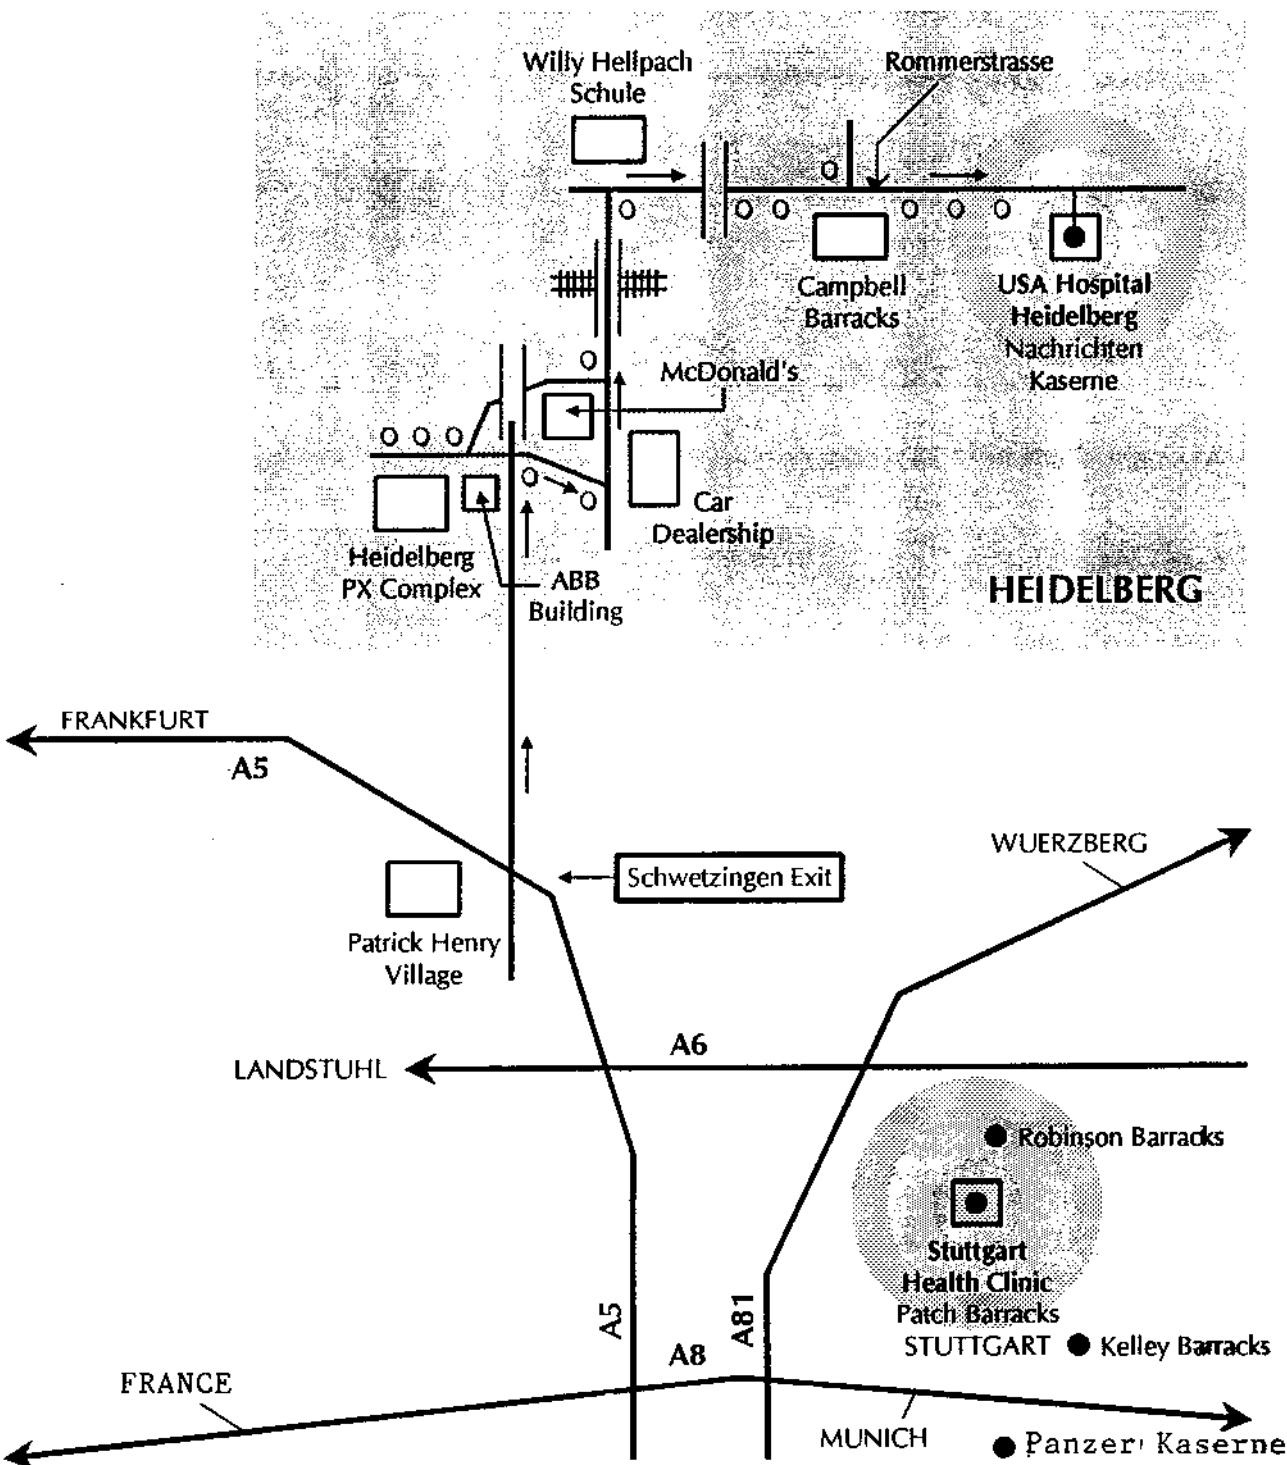 Willy Hellpach
Schule
Rommerstrasse
Campbell
Barracks
USA Hospital
Heidelberg
Nachrichten
Kaserne
McDonald's
Car
Dealership
Heidelberg
PX Complex
ABB
Building
HEIDELBERG
FRANKFURT
A5
WUERZBERG
Schwetzingen Exit
Patrick Henry
Village
A6
LANDSTUHL
Robinson Barracks
Stuttgart
Health Clinic
Patch Barracks
STUTTGART
Kelley Barracks
A5
A81
A8
FRANCE
MUNICH
Panzer Kaserne